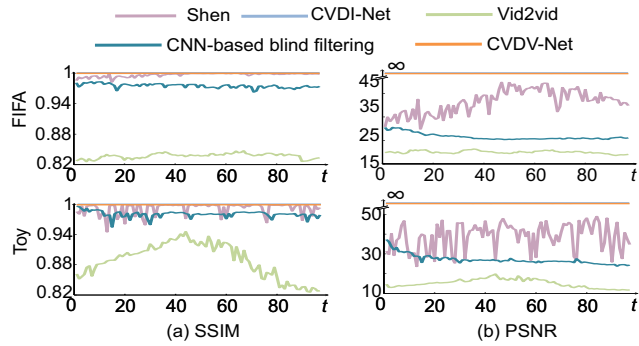 Shen CVDI-Net Vid2vid
CNN-based blind filtering CVDV-Net
FIFA
1
0.94
0.88
0.82
0 20 40 60 80 t
∞
1
45
35
25
15
0 20 40 60 80 t
Toy
1
0.94
0.88
0.82
0 20 40 60 80 t
∞
1
50
30
10
0 20 40 60 80 t
(a) SSIM (b) PSNR